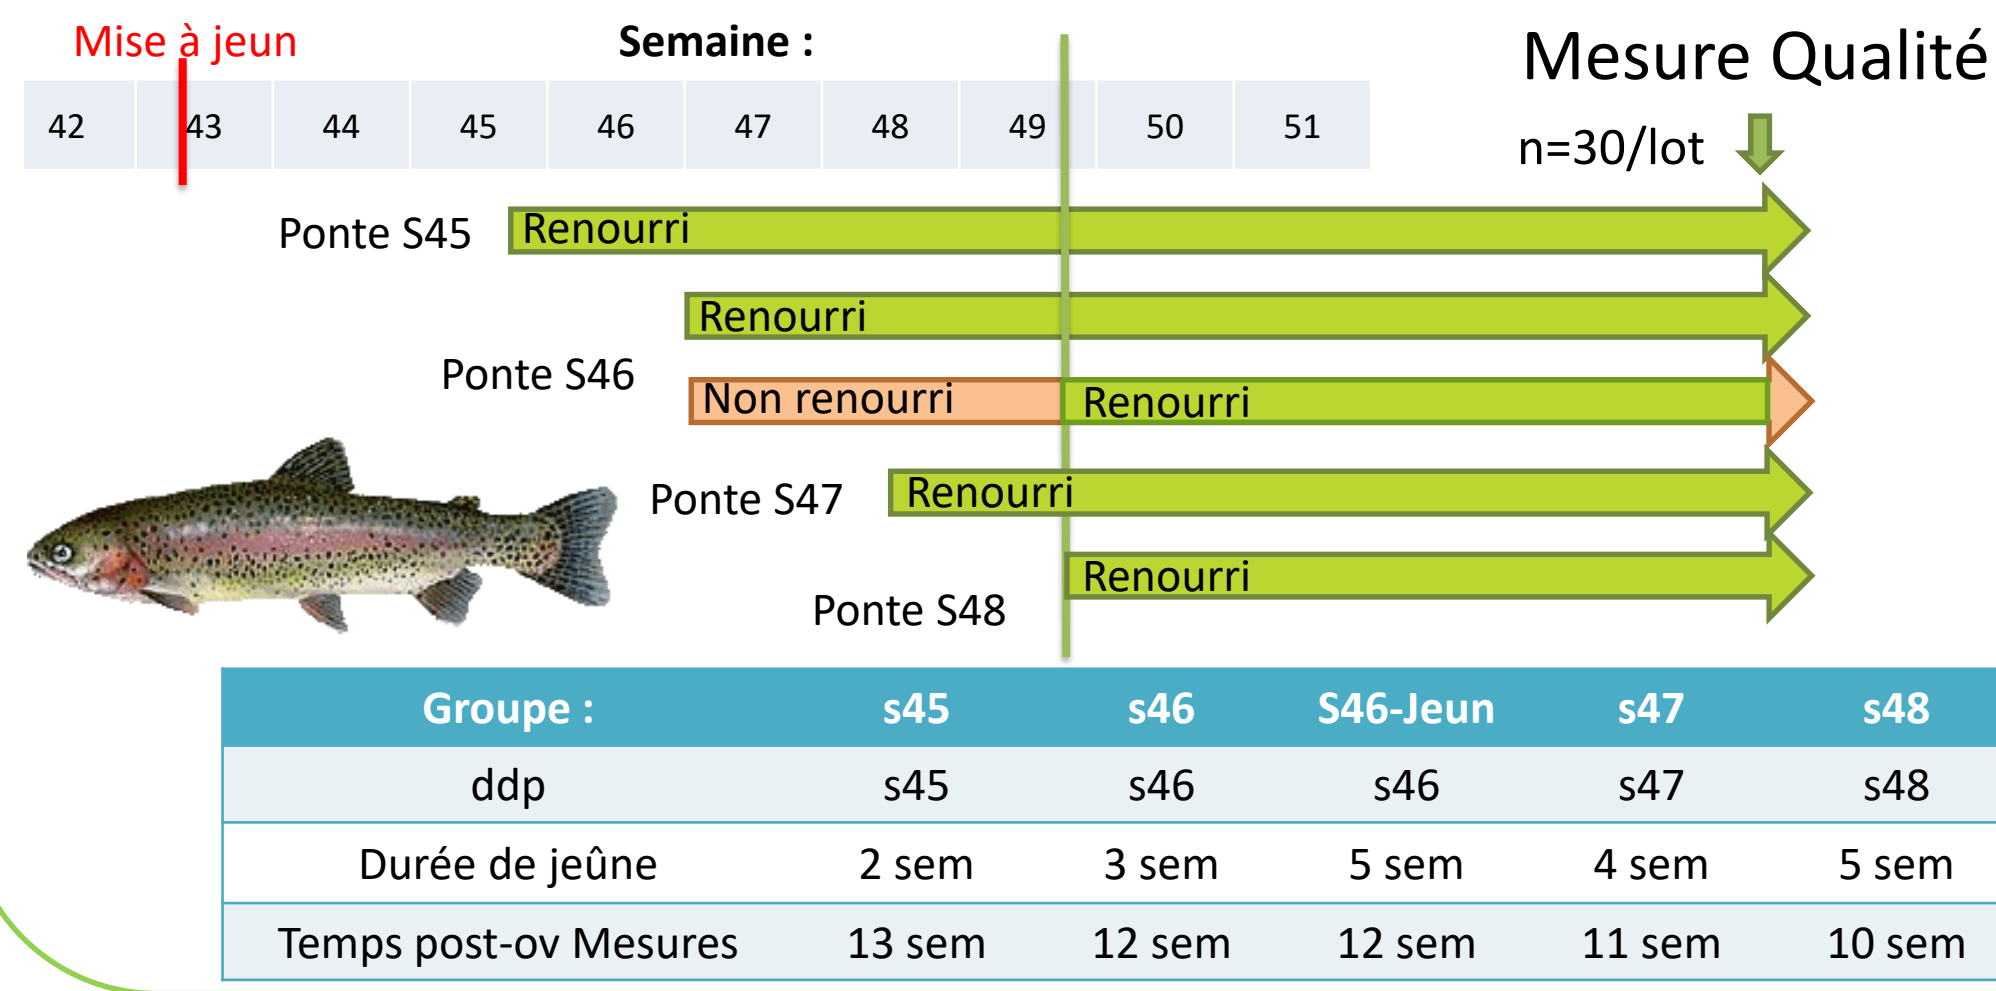 Mise à jeun
Semaine :
Mesure Qualité
42 43 44 45 46 47 48 49 50 51
n=30/lot
Ponte S45
Renourri
Renourri
Ponte S46
Non renourri
Renourri
Ponte S47
Renourri
Renourri
Ponte S48
Groupe : s45 s46 S46-Jeun s47 s48
ddp s45 s46 s46 s47 s48
Durée de jeûne 2 sem 3 sem 5 sem 4 sem 5 sem
Temps post-ov Mesures 13 sem 12 sem 12 sem 11 sem 10 sem